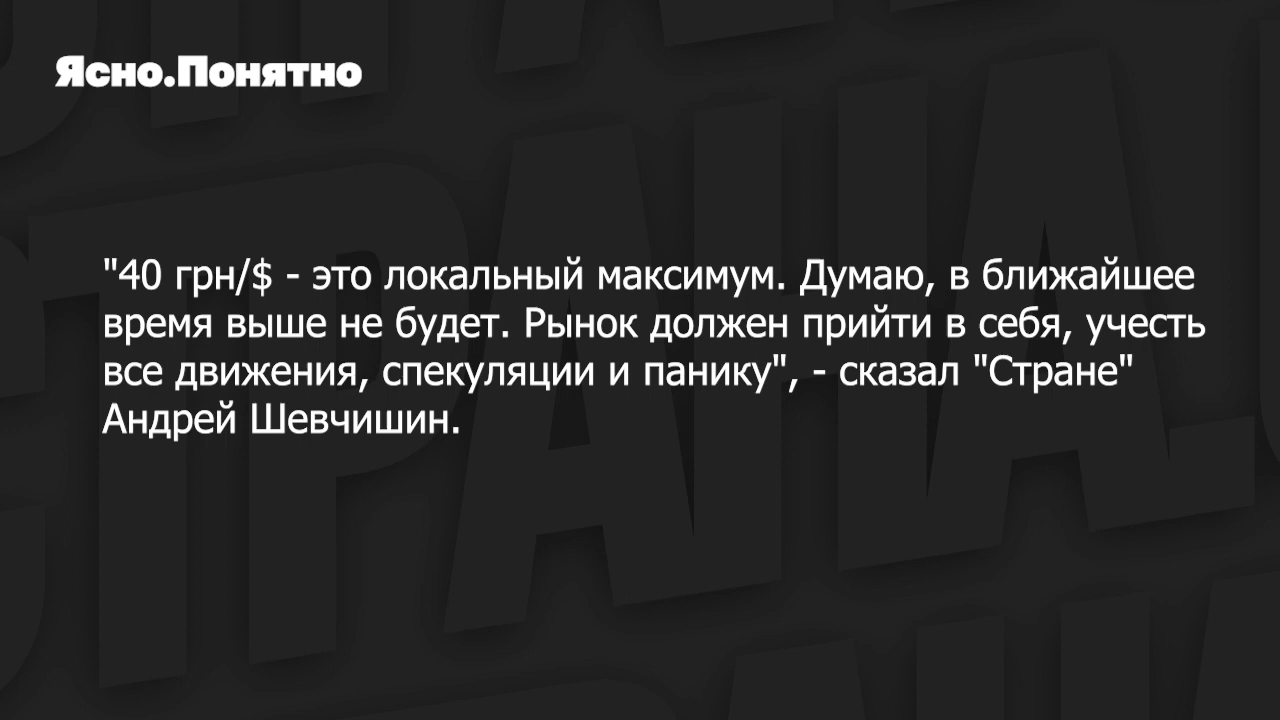 Ясно.Понятно
"40 грн/$ - это локальный максимум. Думаю, в ближайшее
время выше не будет. Рынок должен прийти в себя, учесть
все движения, спекуляции и панику", - сказал "Стране"
Андрей Шевчишин.
СТРАНА.